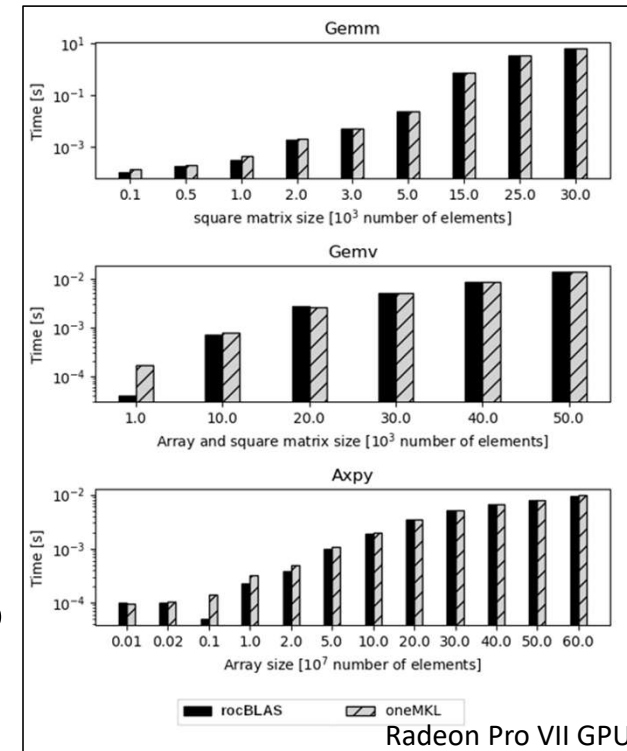 Gemm
Time [s]
10^1
10^-1
10^-3
0.1 0.5 1.0 2.0 3.0 5.0 15.0 25.0 30.0
square matrix size [10^3 number of elements]
Gemv
Time [s]
10^-2
10^-3
10^-4
1.0 10.0 20.0 30.0 40.0 50.0
Array and square matrix size [10^3 number of elements]
Axpy
Time [s]
10^-2
10^-3
10^-4
0.01 0.02 0.1 1.0 2.0 5.0 10.0 20.0 30.0 40.0 50.0 60.0
Array size [10^7 number of elements]
rocBLAS oneMKL
Radeon Pro VII GPU
)